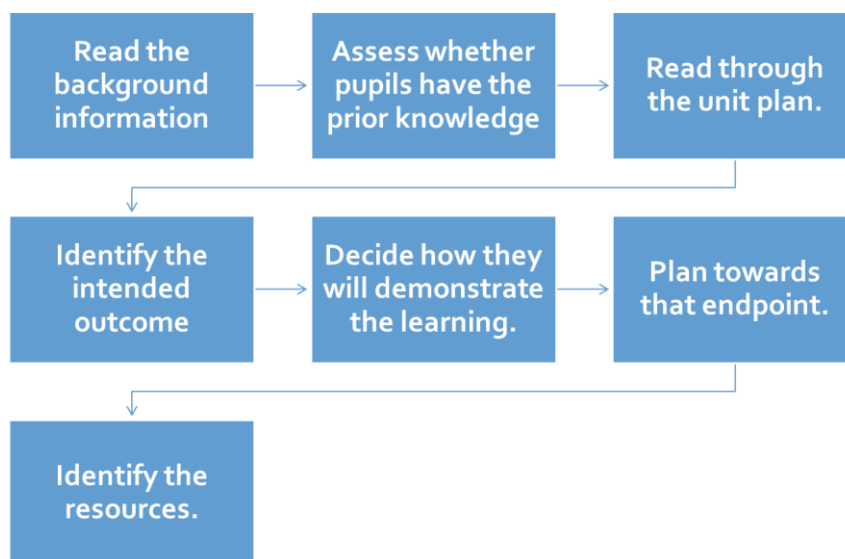 Read the
background
information
Assess whether
pupils have the
prior knowledge
Read through
the unit plan.
Identify the
intended
outcome
Decide how they
will demonstrate
the learning.
Plan towards
that endpoint.
Identify the
resources.